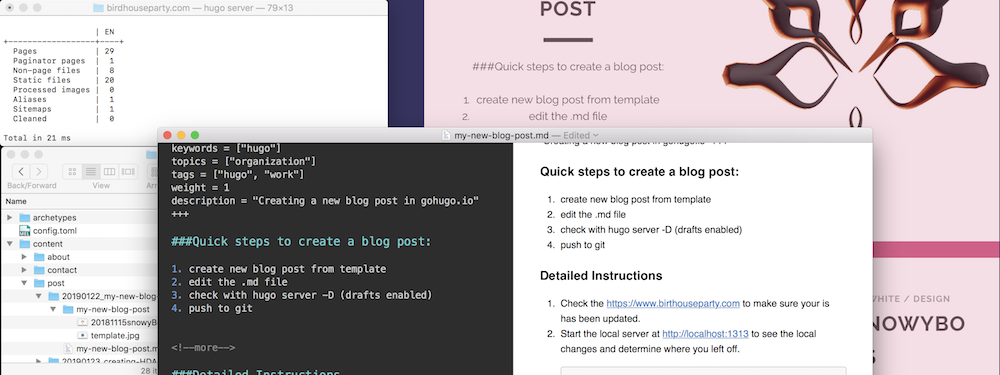 birdhouseparty.com — hugo server — 79×13
| EN
+------------------+----+
Pages | 29
Paginator pages | 1
Non-page files | 8
Static files | 20
Processed images | 0
Aliases | 1
Sitemaps | 1
Cleaned | 0
Total in 21 ms
POST
###Quick steps to create a blog post:
1. create new blog post from template
2. edit the .md file
Back/Forward
View
Name
archetypes
config.toml
content
about
contact
post
20190122_my-new-blog
my-new-blog-post
20181115snowyB
template.jpg
my-new-blog-post.m
28 it
my-new-blog-post.md — Edited
keywords = ["hugo"]
topics = ["organization"]
tags = ["hugo", "work"]
weight = 1
description = "Creating a new blog post in gohugo.io"
+++
###Quick steps to create a blog post:
1. create new blog post from template
2. edit the .md file
3. check with hugo server -D (drafts enabled)
4. push to git
<!--more-->
###Detailed Instructions
Quick steps to create a blog post:
1. create new blog post from template
2. edit the .md file
3. check with hugo server -D (drafts enabled)
4. push to git
Detailed Instructions
1. Check the https://www.birthouseparty.com to make sure your is
has been updated.
2. Start the local server at http://localhost:1313 to see the local
changes and determine where you left off.
WHITE / DESIGN
NOWYBO